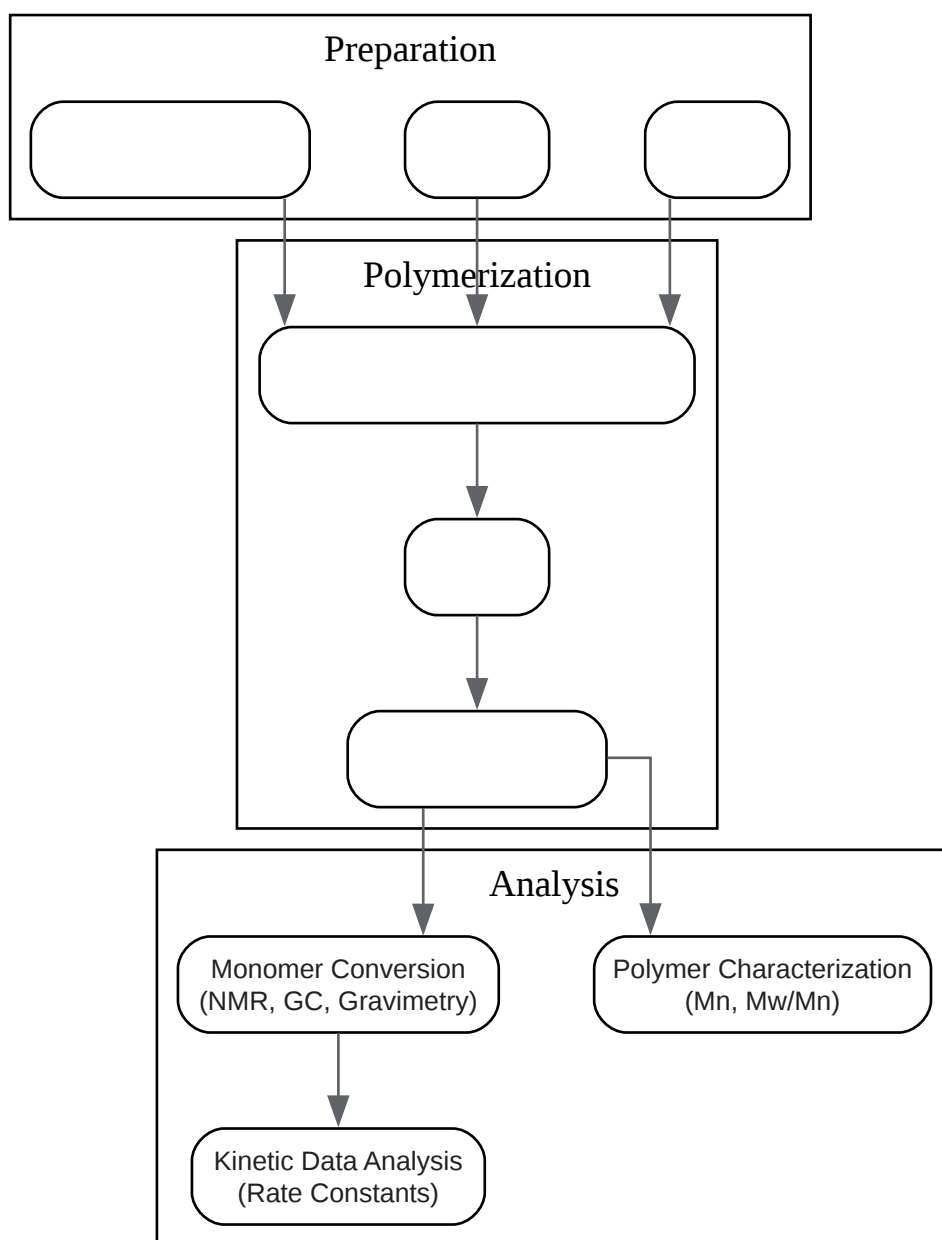 Preparation
Polymerization
Analysis
Monomer Conversion
(NMR, GC, Gravimetry)
Polymer Characterization
(Mn, Mw/Mn)
Kinetic Data Analysis
(Rate Constants)